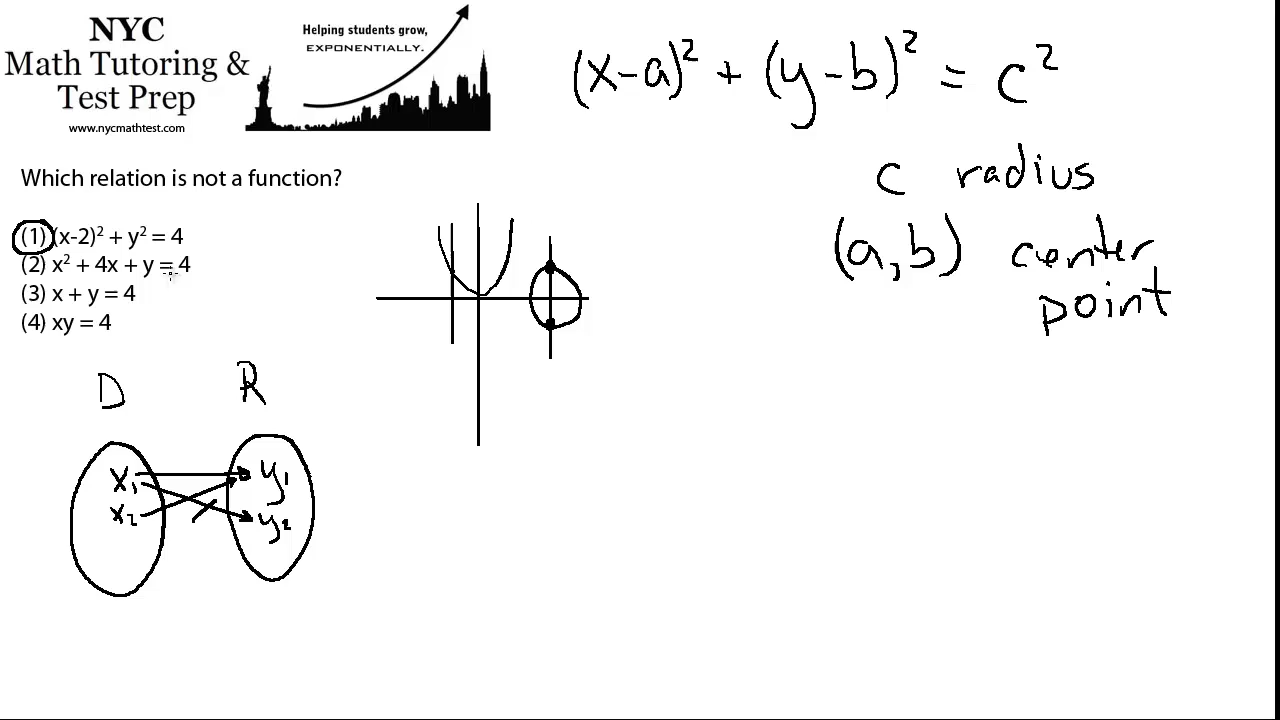 NYC
Math Tutoring &
Test Prep
www.nycmathtest.com
Helping students grow,
EXPONENTIALLY.
(x-a)² + (y-b)² = c²
c radius
(a,b) center
point
Which relation is not a function?
(1) (x-2)² + y² = 4
(2) x² + 4x + y = 4
(3) x + y = 4
(4) xy = 4
D R
x₁ y₁
x₂ y₂